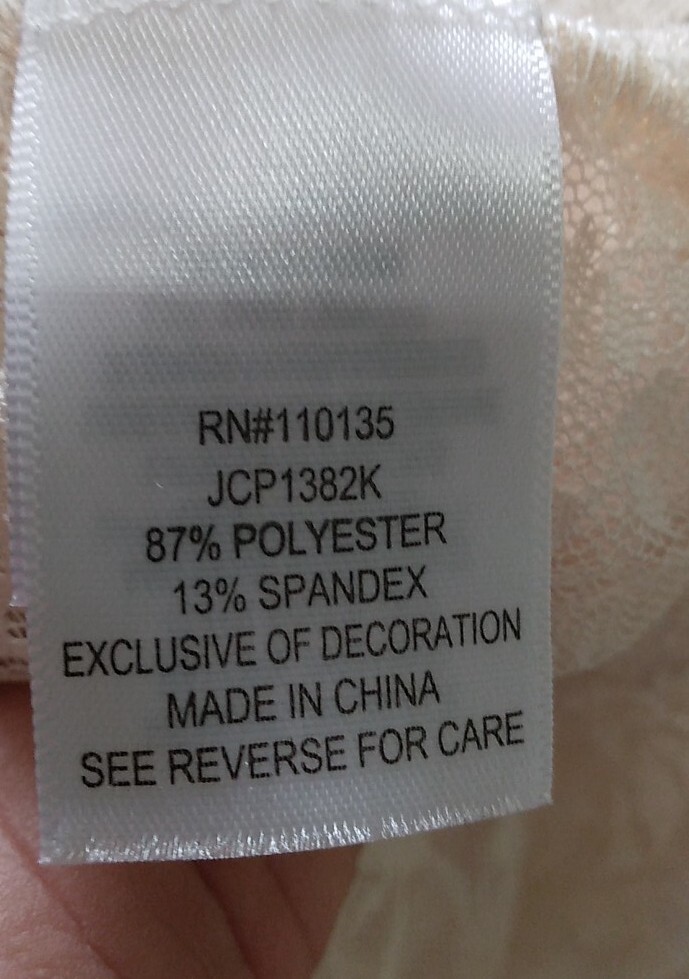 RN#110135
JCP1382K
87% POLYESTER
13% SPANDEX
EXCLUSIVE OF DECORATION
MADE IN CHINA
SEE REVERSE FOR CARE